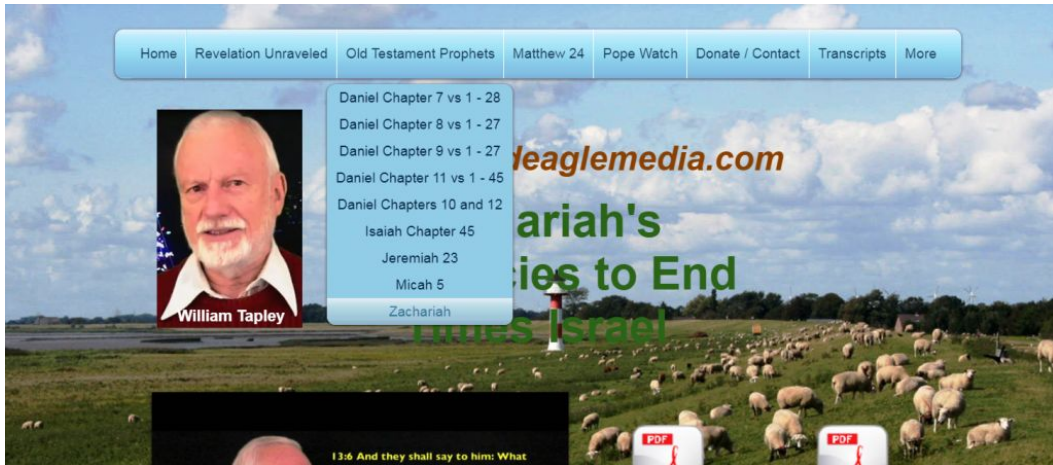 Home Revelation Unraveled Old Testament Prophets Matthew 24 Pope Watch Donate / Contact Transcripts More
Daniel Chapter 7 vs 1 - 28
Daniel Chapter 8 vs 1 - 27
Daniel Chapter 9 vs 1 - 27
Daniel Chapter 11 vs 1 - 45
Daniel Chapters 10 and 12
Isaiah Chapter 45
Jeremiah 23
Micah 5
Zachariah
deaglemedia.com
ariah's
cies to End
Times Israel
William Tapley
13:6 And they shall say to him: What
PDF PDF